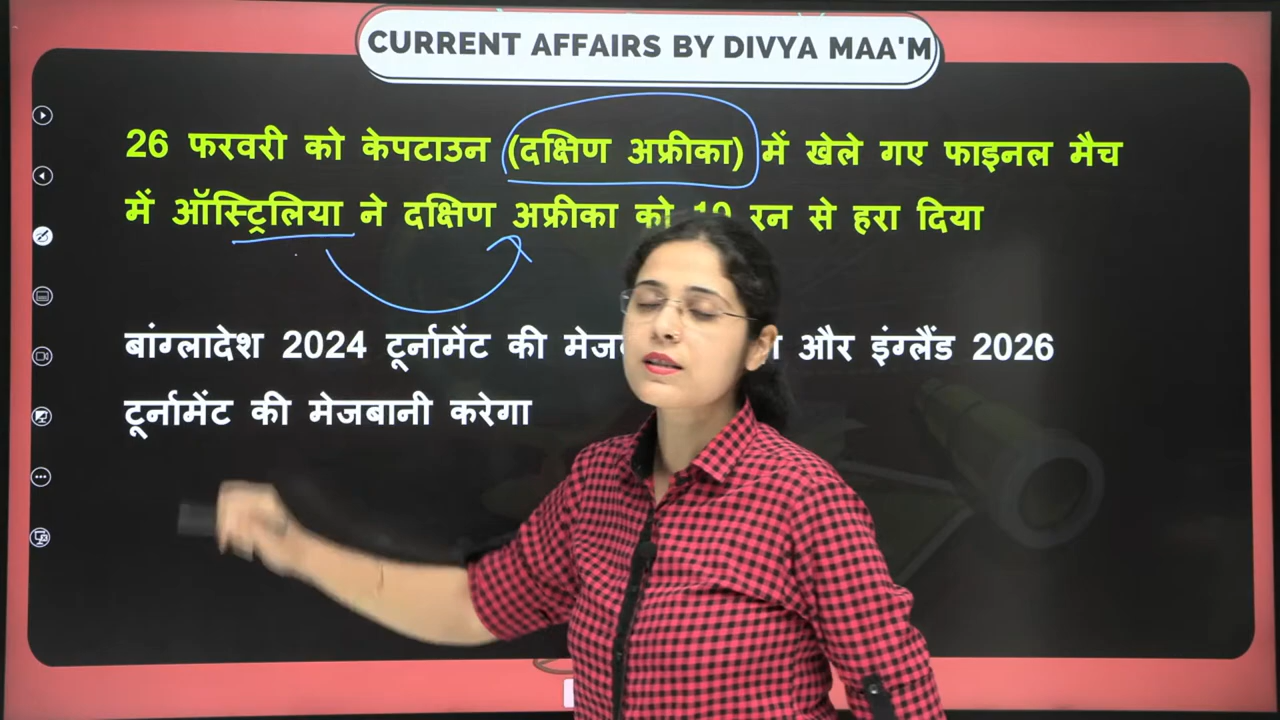 CURRENT AFFAIRS BY DIVYA MAA'M
26 फरवरी को केपटाउन (दक्षिण अफ्रीका) में खेले गए फाइनल मैच
में ऑस्ट्रिलिया ने दक्षिण अफ्रीका को 19 रन से हरा दिया
बांग्लादेश 2024 टूर्नामेंट की और इंग्लैंड 2026
टूर्नामेंट की मेजबानी करेगा